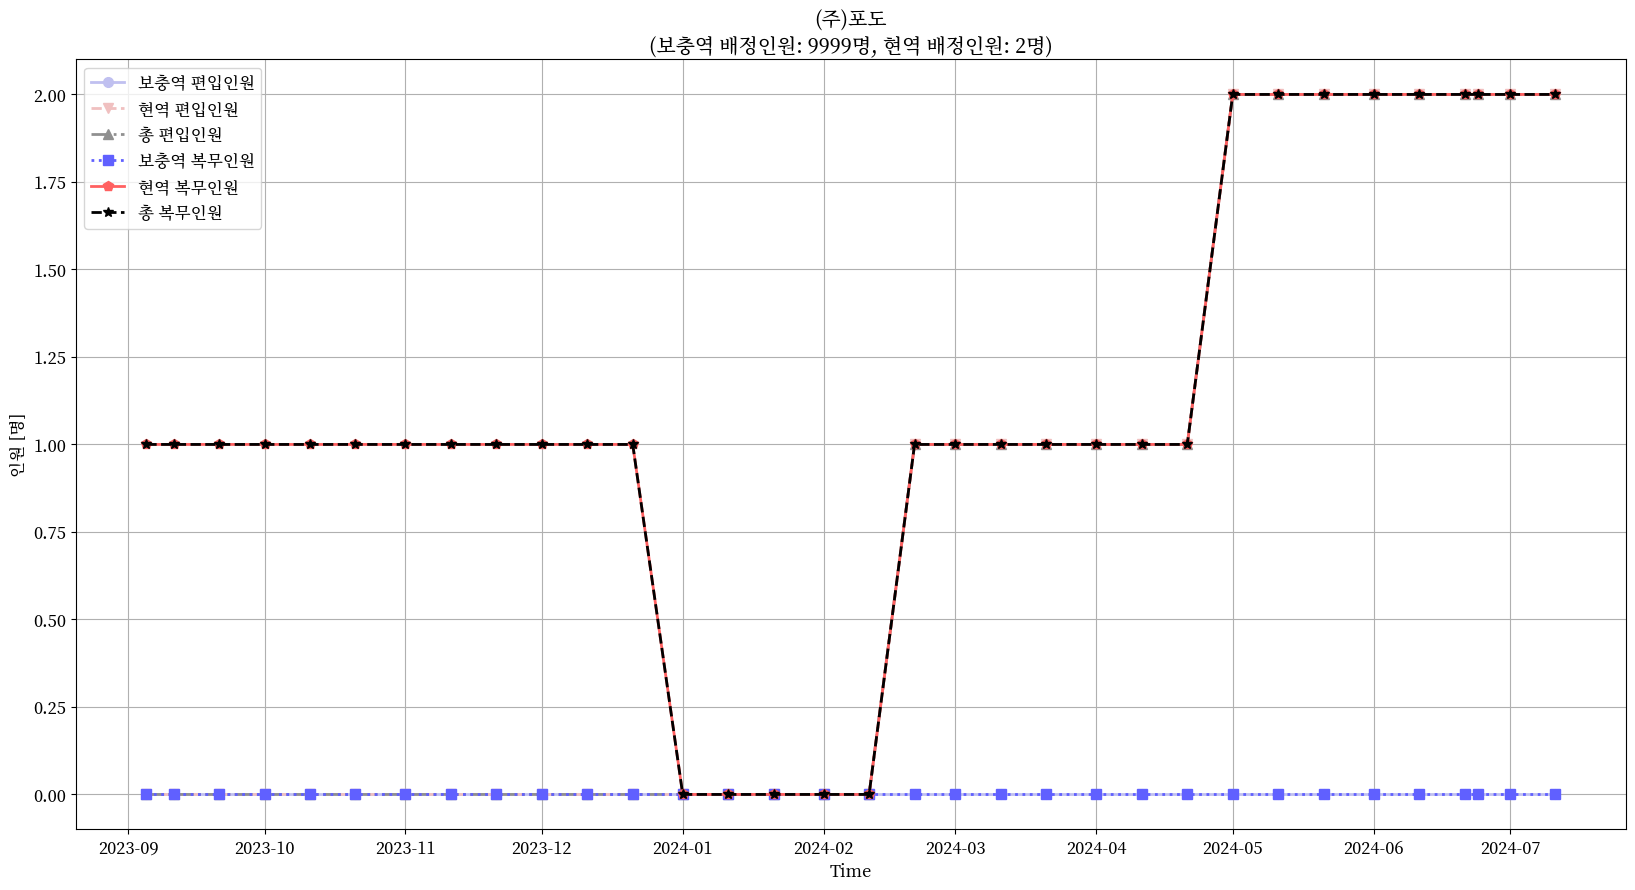 (주)포도
(보충역 배정인원: 9999명, 현역 배정인원: 2명)
보충역 편입인원
현역 편입인원
총 편입인원
보충역 복무인원
현역 복무인원
총 복무인원
2.00
1.75
1.50
1.25
1.00
0.75
0.50
0.25
0.00
인원 [명]
2023-09 2023-10 2023-11 2023-12 2024-01 2024-02 2024-03 2024-04 2024-05 2024-06 2024-07
Time